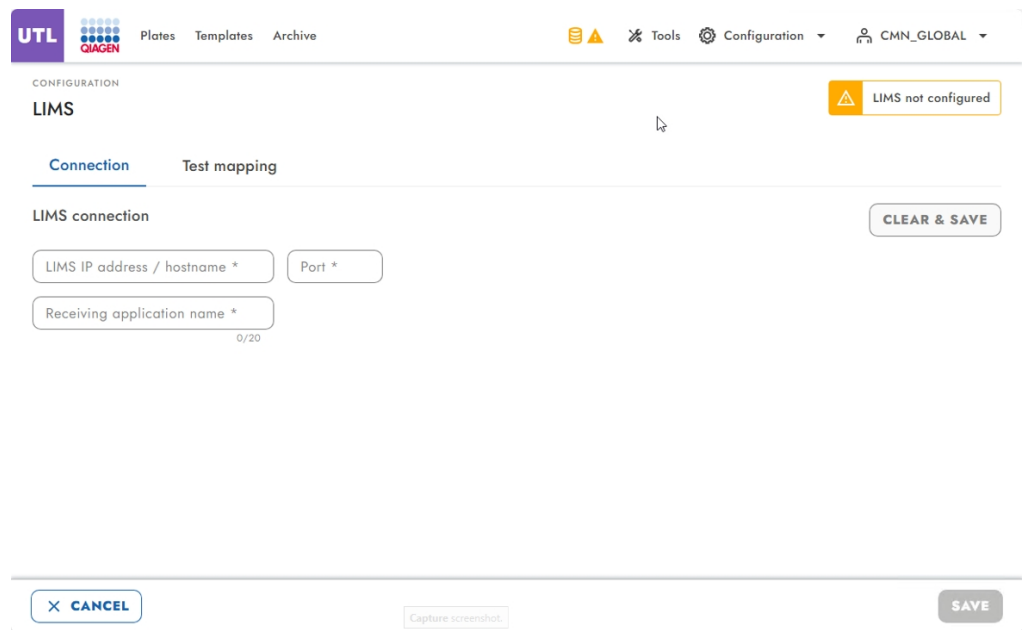 UTL QIAGEN Plates Templates Archive Tools Configuration CMN_GLOBAL
CONFIGURATION
LIMS
LIMS not configured
Connection Test mapping
LIMS connection
CLEAR & SAVE
LIMS IP address / hostname * Port *
Receiving application name *
0/20
CANCEL
SAVE
Capture screenshot.